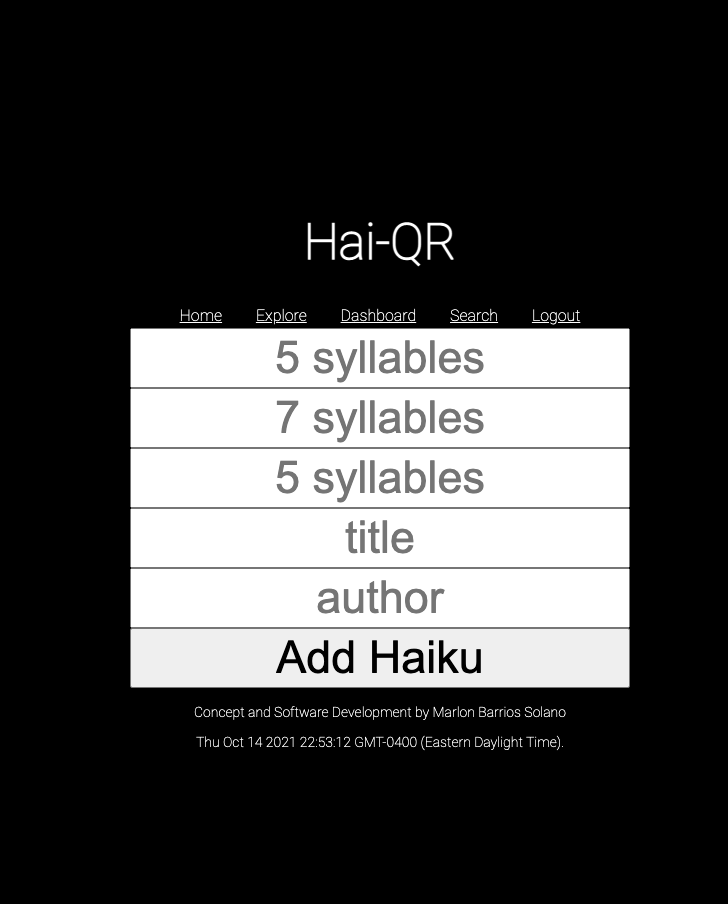 Hai-QR
Home Explore Dashboard Search Logout
5 syllables
7 syllables
5 syllables
title
author
Add Haiku
Concept and Software Development by Marlon Barrios Solano
Thu Oct 14 2021 22:53:12 GMT-0400 (Eastern Daylight Time).